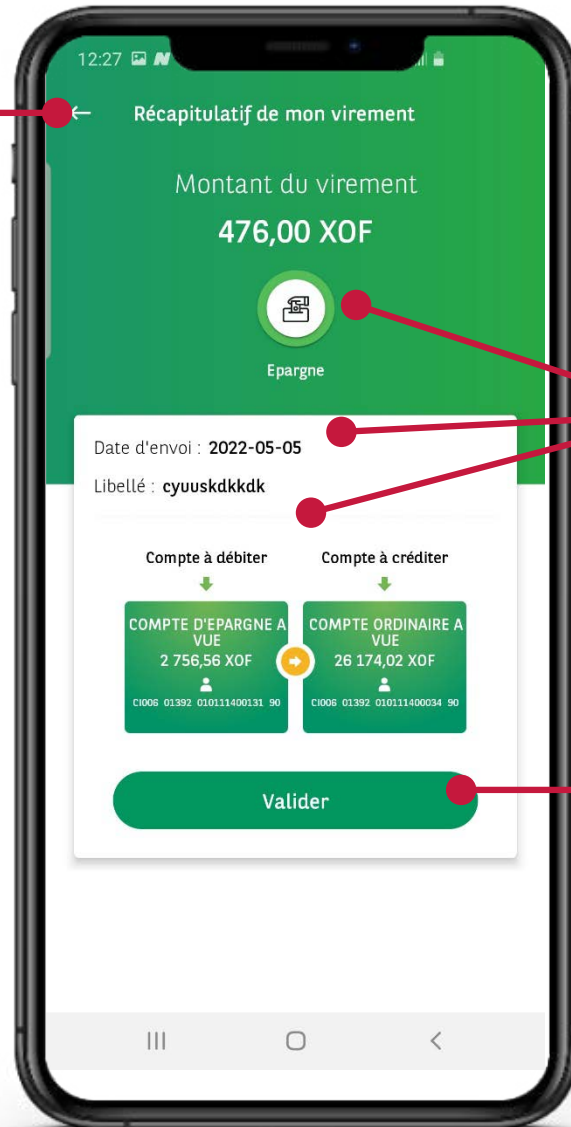 12:27
Récapitulatif de mon virement
Montant du virement
476,00 XOF
Epargne
Date d'envoi : 2022-05-05
Libellé : cyuuskdkkdk
Compte à débiter
Compte à créditer
COMPTE D'EPARGNE A
VUE
2 756,56 XOF
CI006 01392 010111400131 90
COMPTE ORDINAIRE A
VUE
26 174,02 XOF
CI006 01392 010111400034 90
Valider